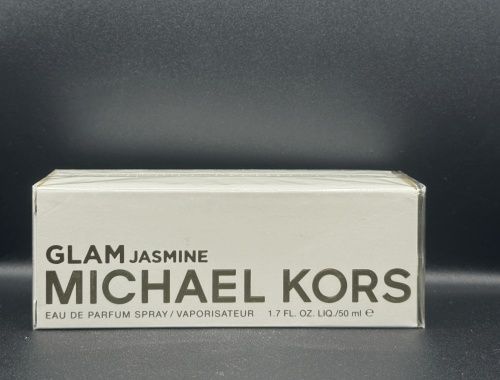 GLAM JASMINE
MICHAEL KORS
EAU DE PARFUM SPRAY / VAPORISATEUR 1.7 FL. OZ. LIQ./50 ml ℮